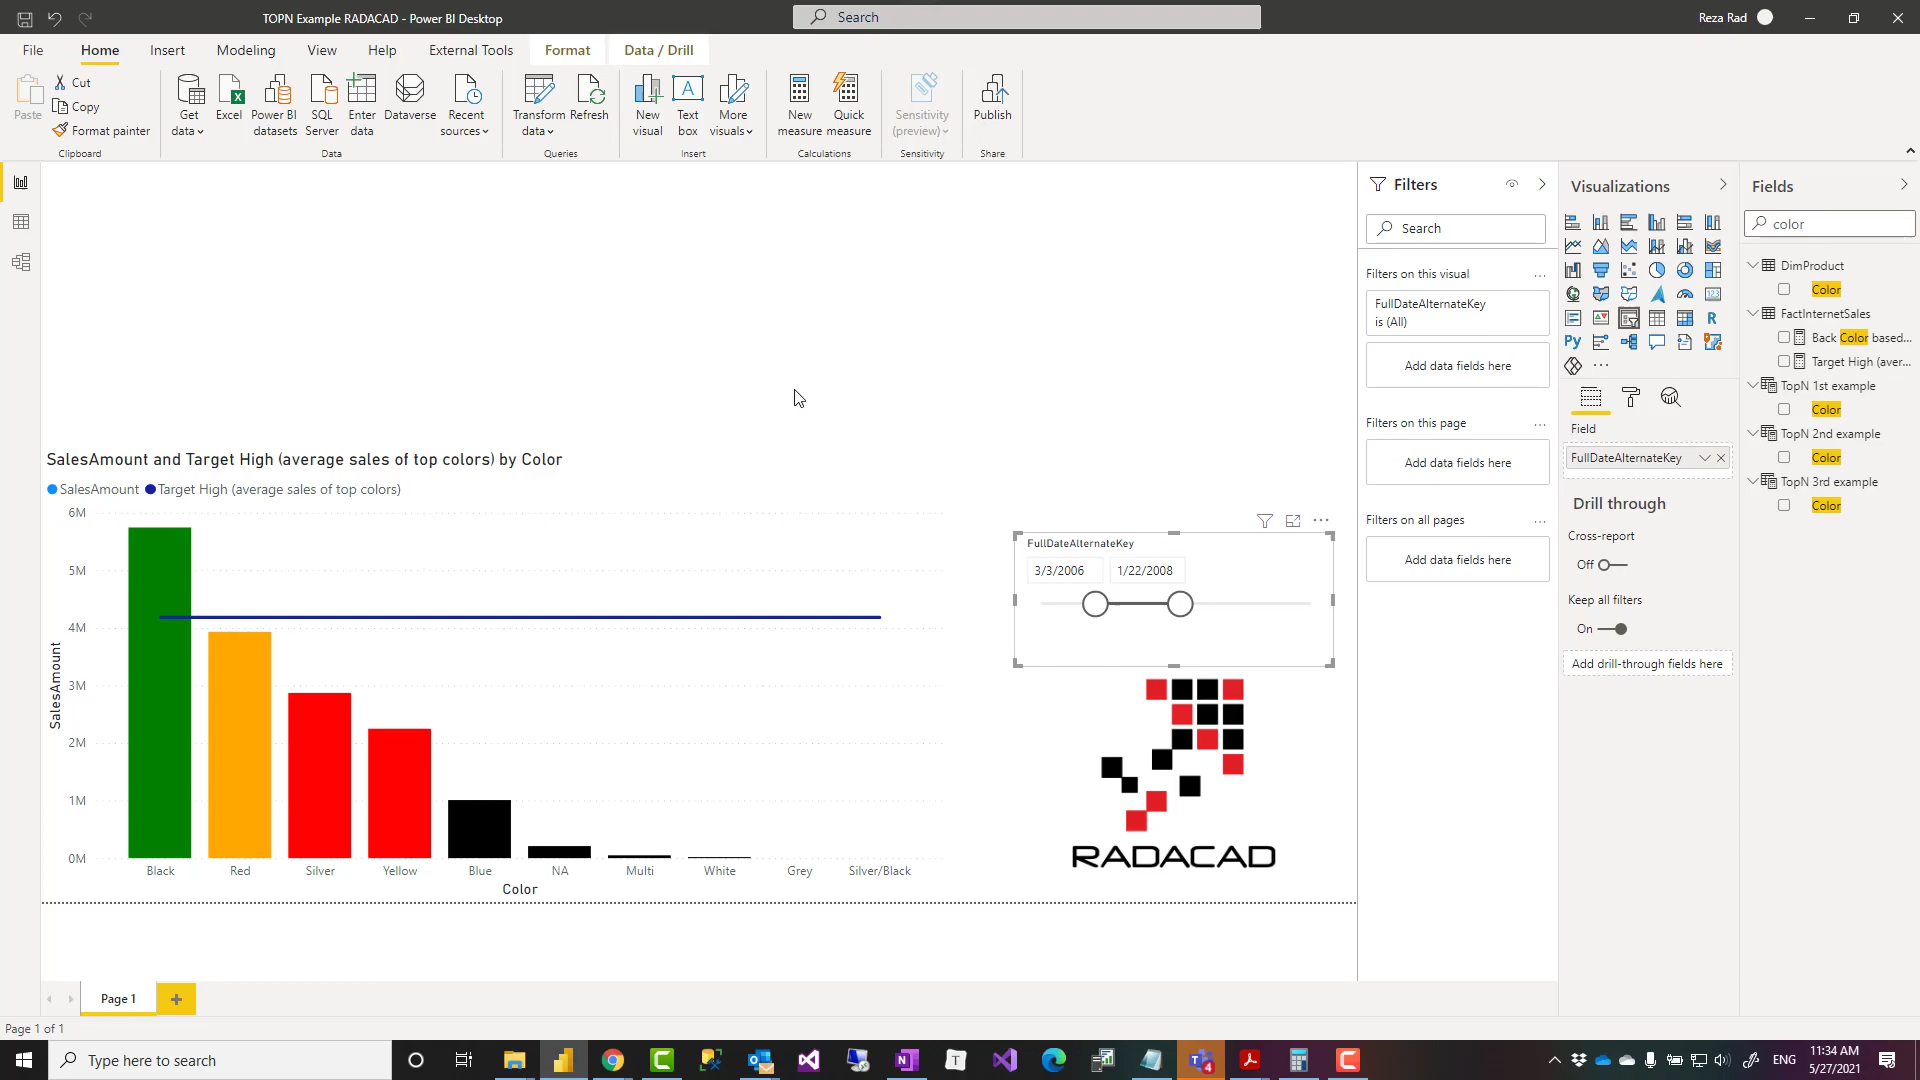 TOPN Example RADACAD - Power BI Desktop
Search
Reza Rad
File
Home
Insert
Modeling
View
Help
External Tools
Format
Data / Drill
Paste
Cut
Copy
Format painter
Clipboard
Get data
Excel
Power BI datasets
SQL Server
Enter data
Dataverse
Recent sources
Data
Transform data
Refresh
Queries
New visual
Text box
More visuals
Insert
New measure
Quick measure
Calculations
Sensitivity (preview)
Sensitivity
Publish
Share
SalesAmount and Target High (average sales of top colors) by Color
SalesAmount
Target High (average sales of top colors)
6M
5M
4M
3M
2M
1M
0M
SalesAmount
Black
Red
Silver
Yellow
Blue
NA
Multi
White
Grey
Silver/Black
Color
FullDateAlternateKey
3/3/2006
1/22/2008
RADACAD
Filters
Search
Filters on this visual
...
FullDateAlternateKey
is (All)
Add data fields here
Filters on this page
...
Add data fields here
Filters on all pages
...
Add data fields here
Visualizations
R
Py
...
Field
FullDateAlternateKey
Drill through
Cross-report
Off
Keep all filters
On
Add drill-through fields here
Fields
color
DimProduct
Color
FactInternetSales
Back Color based...
Target High (aver...
TopN 1st example
Color
TopN 2nd example
Color
TopN 3rd example
Color
Page 1
Page 1 of 1
Type here to search
4
ENG
11:34 AM
5/27/2021